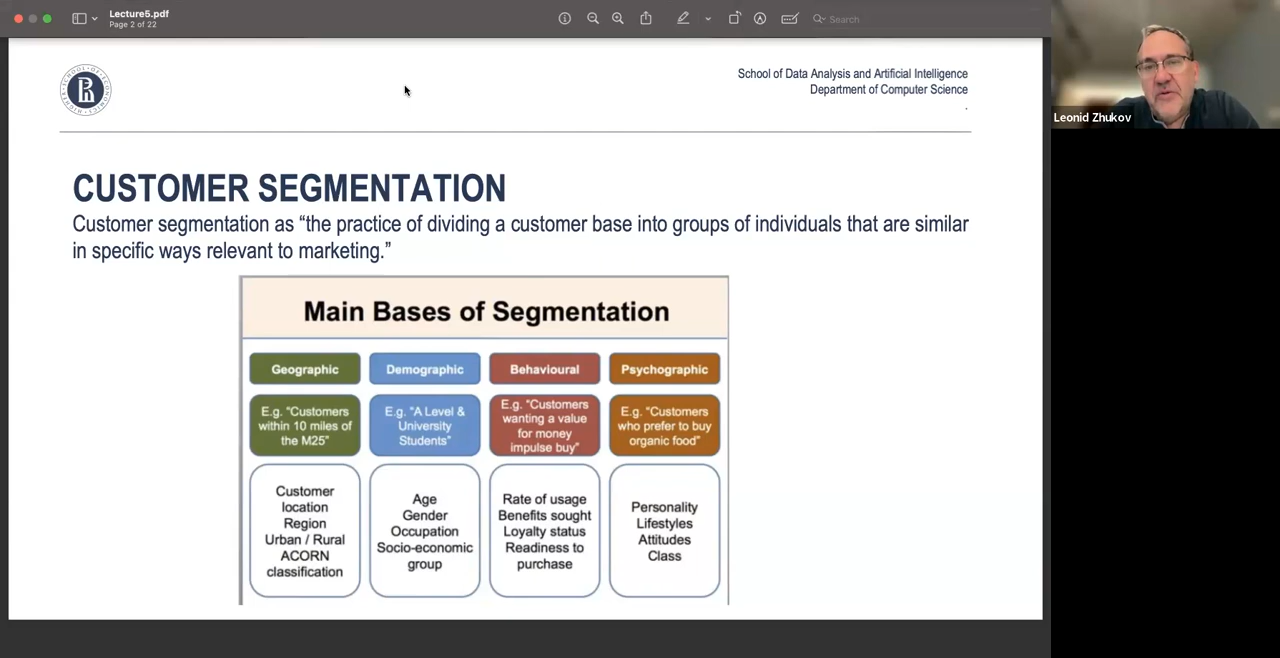 Lecture5.pdf
Page 2 of 22
Search
Leonid Zhukov
School of Data Analysis and Artificial Intelligence
Department of Computer Science
.
CUSTOMER SEGMENTATION
Customer segmentation as “the practice of dividing a customer base into groups of individuals that are similar
in specific ways relevant to marketing.”
Main Bases of Segmentation
Geographic
Demographic
Behavioural
Psychographic
E.g. "Customers
within 10 miles of
the M25"
E.g. "A Level &
University
Students"
E.g. "Customers
wanting a value
for money
impulse buy"
E.g. "Customers
who prefer to buy
organic food"
Customer
location
Region
Urban / Rural
ACORN
classification
Age
Gender
Occupation
Socio-economic
group
Rate of usage
Benefits sought
Loyalty status
Readiness to
purchase
Personality
Lifestyles
Attitudes
Class